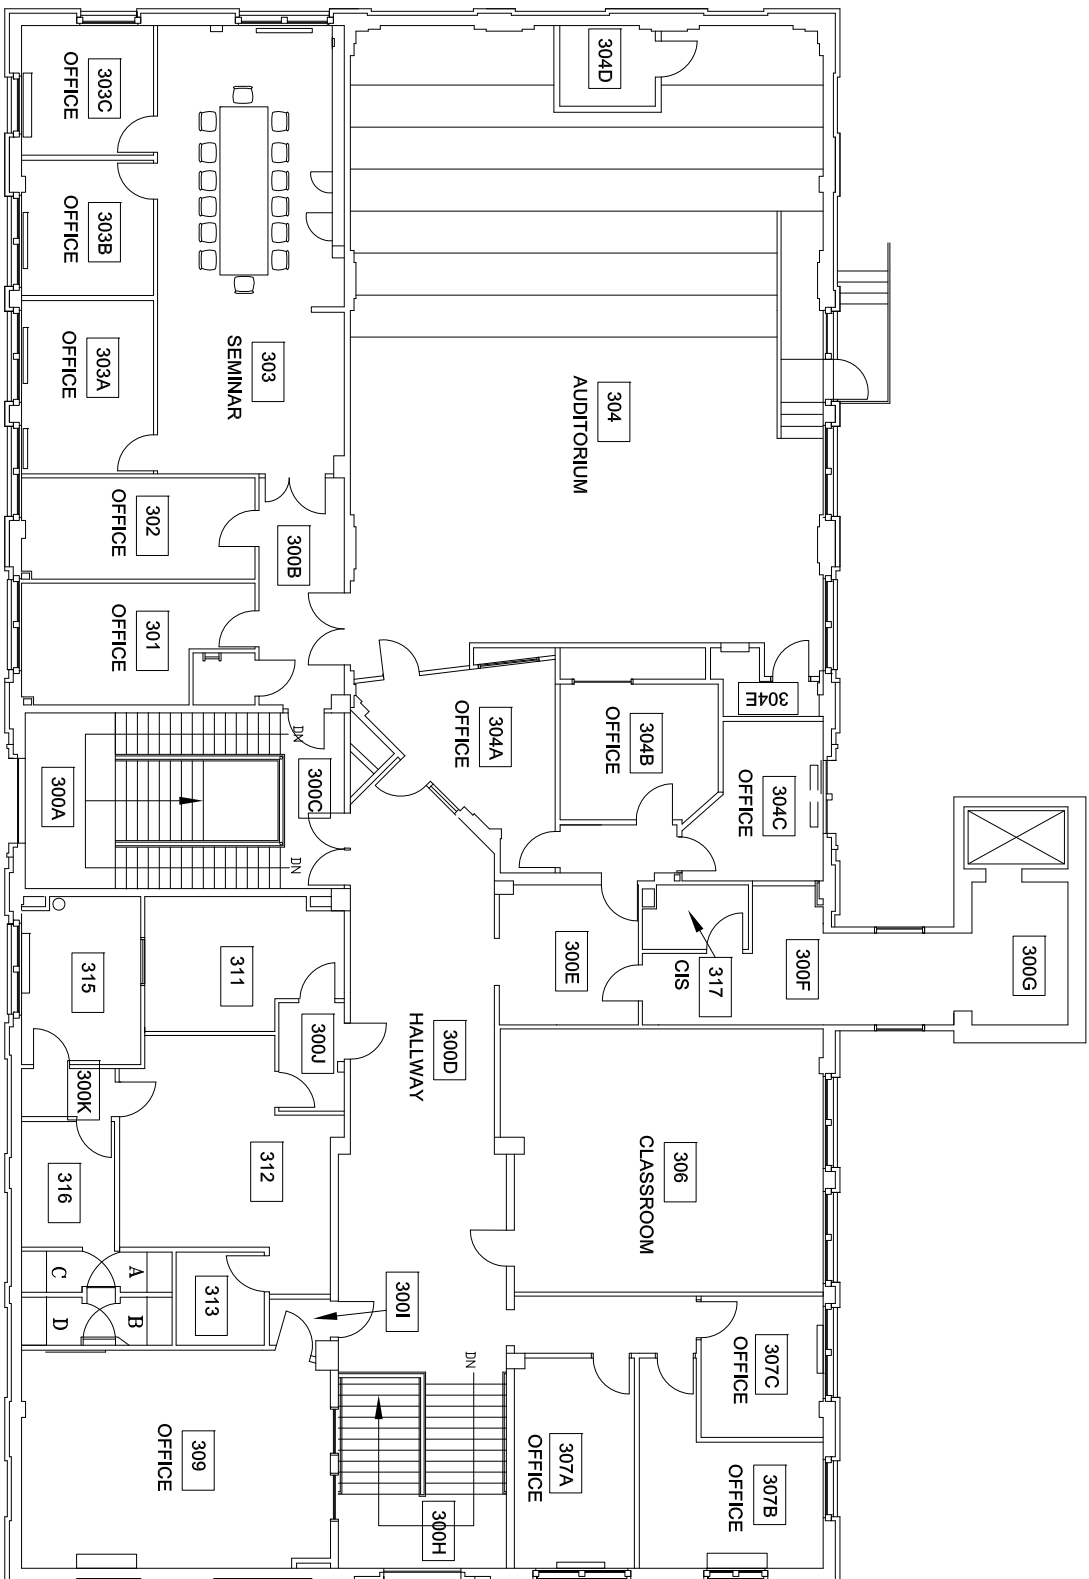 303C
OFFICE
303B
OFFICE
303A
OFFICE
303
SEMINAR
302
OFFICE
301
OFFICE
300B
304D
304
AUDITORIUM
304E
304A
OFFICE
304B
OFFICE
304C
OFFICE
DN
300C
300A
DN
300G
300F
317
CIS
300E
300D
HALLWAY
311
315
300J
300K
312
316
A
B
C
D
313
300I
306
CLASSROOM
307C
OFFICE
307B
OFFICE
307A
OFFICE
DN
300H
309
OFFICE